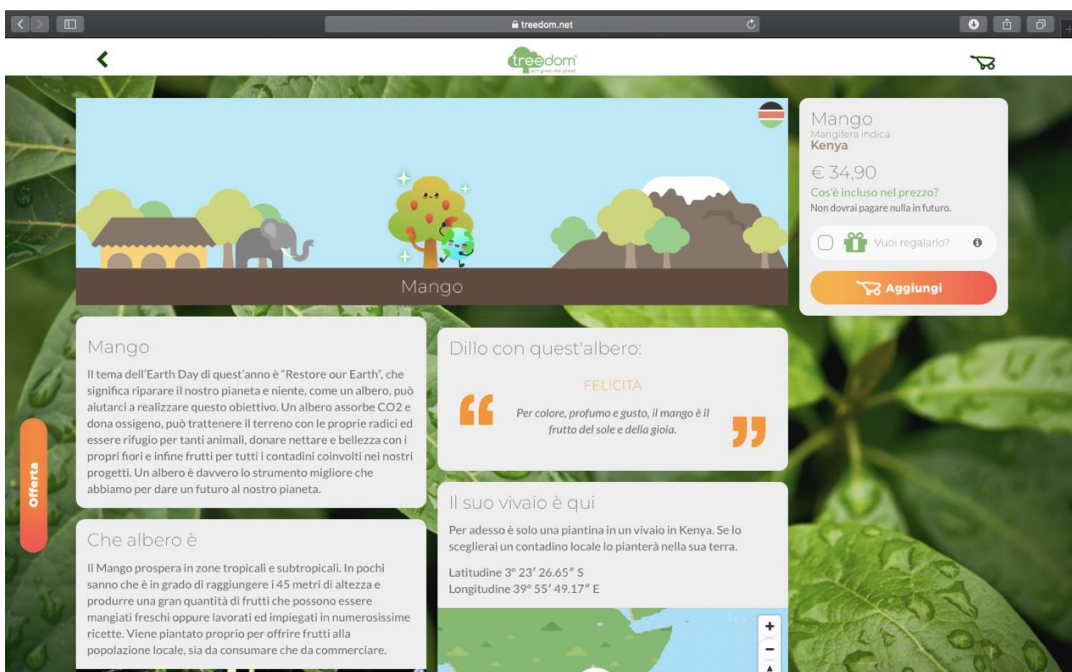 treedom.net
treedom
let's green the planet
Mango
Mango
Mangifera indica
Kenya
€ 34,90
Cos'è incluso nel prezzo?
Non dovrai pagare nulla in futuro.
Vuoi regalarlo?
Aggiungi
Offerta
Mango
Il tema dell'Earth Day di quest'anno è "Restore our Earth", che
significa riparare il nostro pianeta e niente, come un albero, può
aiutarci a realizzare questo obiettivo. Un albero assorbe CO2 e
dona ossigeno, può trattenere il terreno con le proprie radici ed
essere rifugio per tanti animali, donare nettare e bellezza con i
propri fiori e infine frutti per tutti i contadini coinvolti nei nostri
progetti. Un albero è davvero lo strumento migliore che
abbiamo per dare un futuro al nostro pianeta.
Che albero è
Il Mango prospera in zone tropicali e subtropicali. In pochi
sanno che è in grado di raggiungere i 45 metri di altezza e
produrre una gran quantità di frutti che possono essere
mangiati freschi oppure lavorati ed impiegati in numerosissime
ricette. Viene piantato proprio per offrire frutti alla
popolazione locale, sia da consumare che da commerciare.
Dillo con quest'albero:
FELICITÀ
“
Per colore, profumo e gusto, il mango è il
frutto del sole e della gioia.
”
Il suo vivaio è qui
Per adesso è solo una piantina in un vivaio in Kenya. Se lo
sceglierai un contadino locale lo pianterà nella sua terra.
Latitudine 3° 23′ 26.65″ S
Longitudine 39° 55′ 49.17″ E
+
−